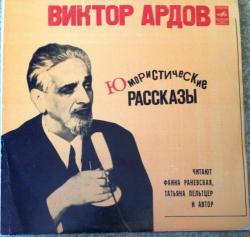 ВИКТОР АРДОВ
Юмористические
РАССКАЗЫ
ЧИТАЮТ
ФАИНА РАНЕВСКАЯ,
ТАТЬЯНА ПЕЛЬТЦЕР
И АВТОР